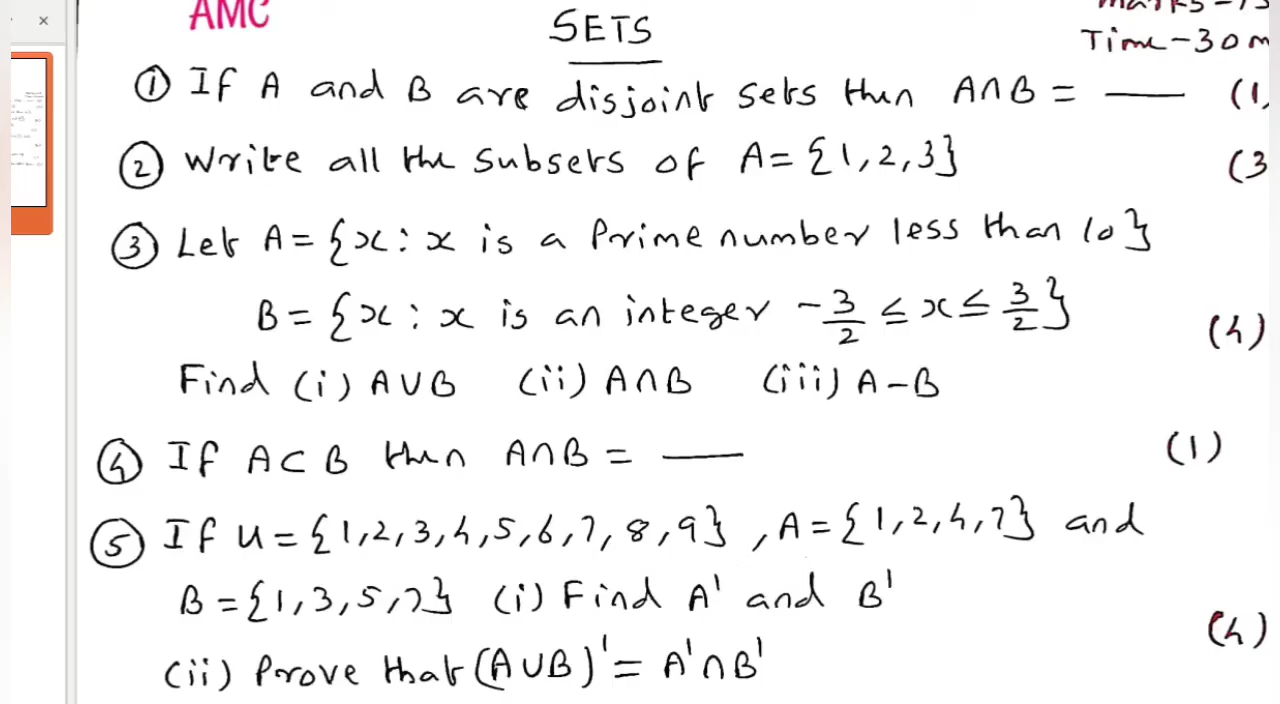 AMC
SETS
Time - 30 m
① If A and B are disjoint sets then A∩B = ___ (1)
② Write all the subsets of A = {1, 2, 3} (3
③ Let A = {x : x is a Prime number less than 10}
B = {x : x is an integer -3/2 ≤ x ≤ 3/2} (4)
Find (i) A∪B (ii) A∩B (iii) A-B
④ If A⊂B then A∩B = ___ (1)
⑤ If U = {1,2,3,4,5,6,7,8,9}, A = {1,2,4,7} and
B = {1,3,5,7} (i) Find A' and B'
(4)
(ii) Prove that (A∪B)' = A'∩B'